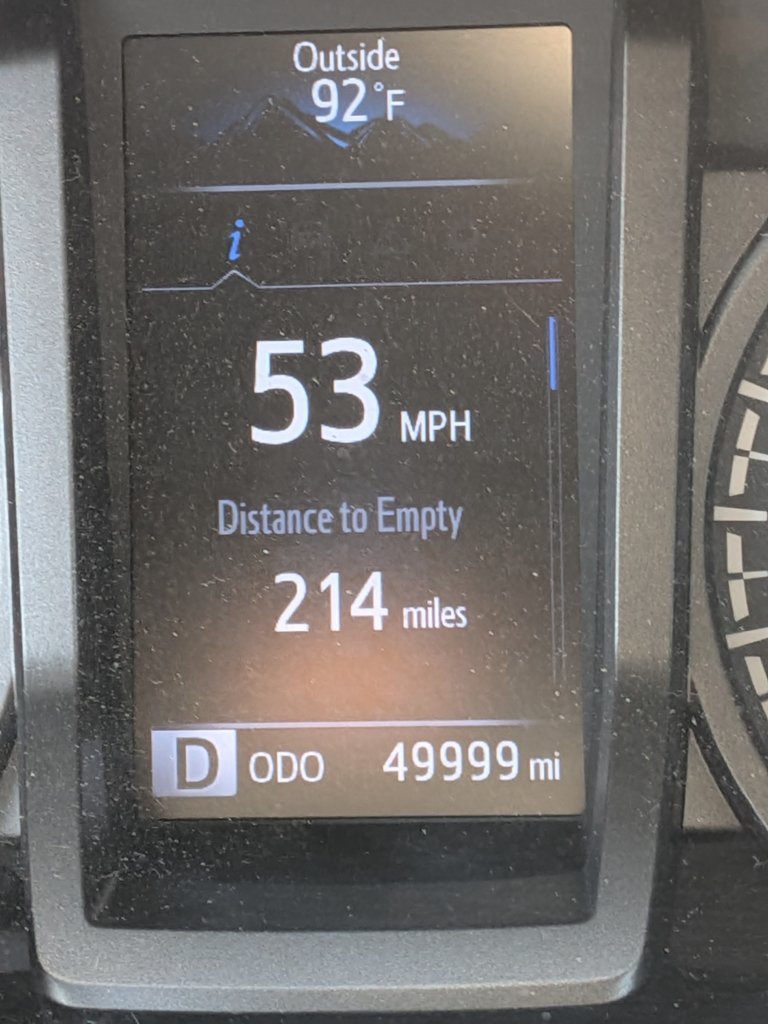 Outside
92°F
i
53 MPH
Distance to Empty
214 miles
D ODO 49999 mi